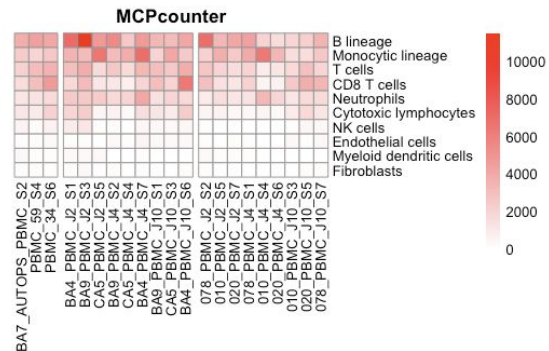 MCPcounter
B lineage
Monocytic lineage
T cells
CD8 T cells
Neutrophils
Cytotoxic lymphocytes
NK cells
Endothelial cells
Myeloid dendritic cells
Fibroblasts
10000
8000
6000
4000
2000
0
BA7_AUTOPS_PBMC_S2
PBMC_59_S4
PBMC_34_S6
BA4_PBMC_J2_S1
BA9_PBMC_J2_S3
CA5_PBMC_J2_S5
BA9_PBMC_J4_S2
CA5_PBMC_J4_S4
BA4_PBMC_J4_S7
BA9_PBMC_J10_S1
CA5_PBMC_J10_S3
BA4_PBMC_J10_S6
078_PBMC_J2_S2
010_PBMC_J2_S5
020_PBMC_J2_S7
078_PBMC_J4_S1
010_PBMC_J4_S4
020_PBMC_J4_S6
010_PBMC_J10_S3
020_PBMC_J10_S5
078_PBMC_J10_S7